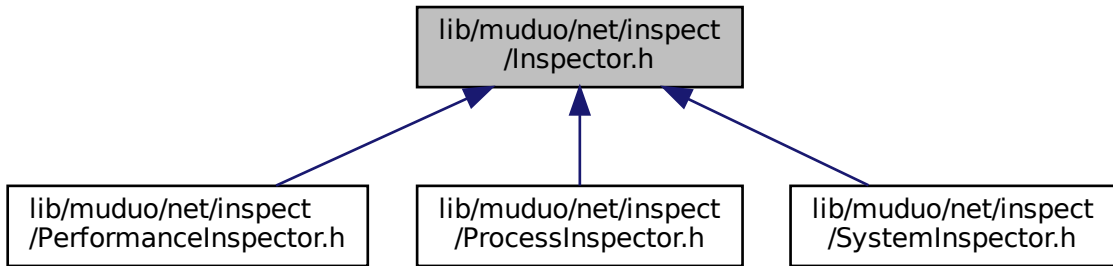 lib/muduo/net/inspect
/Inspector.h
lib/muduo/net/inspect
/PerformanceInspector.h
lib/muduo/net/inspect
/ProcessInspector.h
lib/muduo/net/inspect
/SystemInspector.h